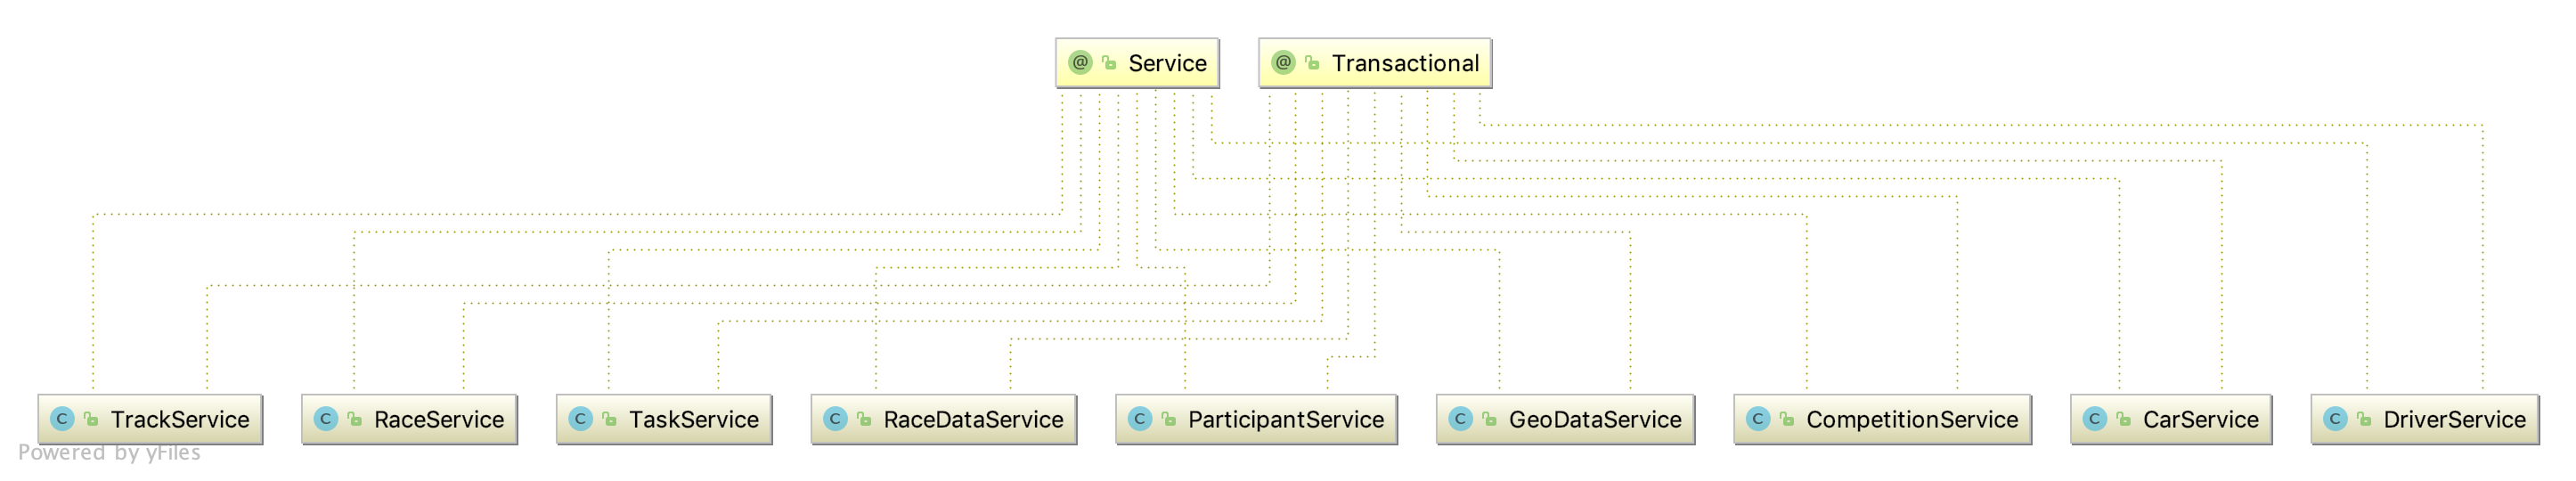 @ Service
@ Transactional
C TrackService
C RaceService
C TaskService
C RaceDataService
C ParticipantService
C GeoDataService
C CompetitionService
C CarService
C DriverService
Powered by yFiles